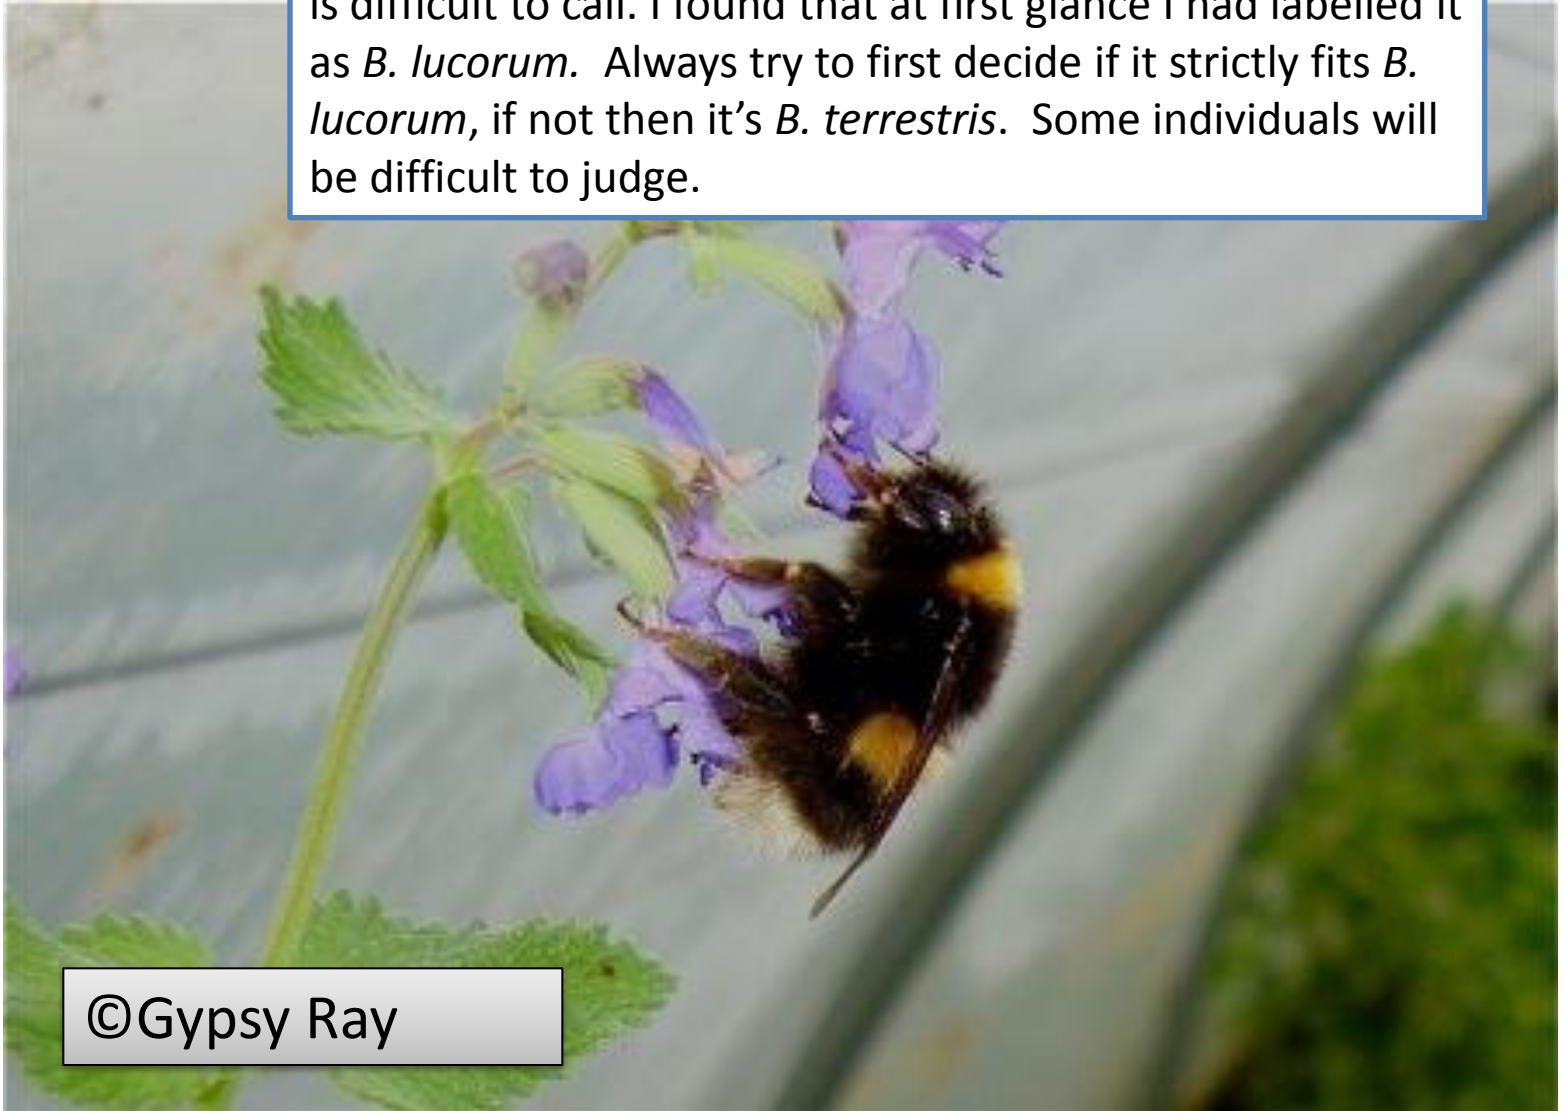 is difficult to call. I found that at first glance I had labelled it
as B. lucorum. Always try to first decide if it strictly fits B.
lucorum, if not then it’s B. terrestris. Some individuals will
be difficult to judge.
©Gypsy Ray